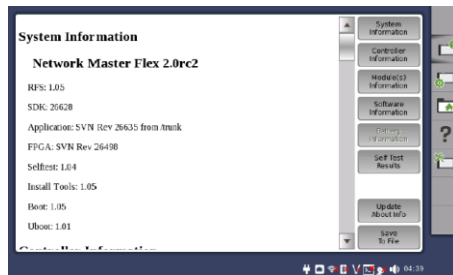 System Information
Network Master Flex 2.0rc2
RFS: 1.05
SDK: 26628
Application: SVN Rev 26635 from /trunk
FPGA: SVN Rev 26498
Selftest: 1.04
Install Tools: 1.05
Boot: 1.05
Uboot: 1.01
Controller Information
System
Information
Controller
Information
Module(s)
Information
Software
Information
Battery
Information
Self Test
Results
Update
About Info
Save
To File
?
04:39